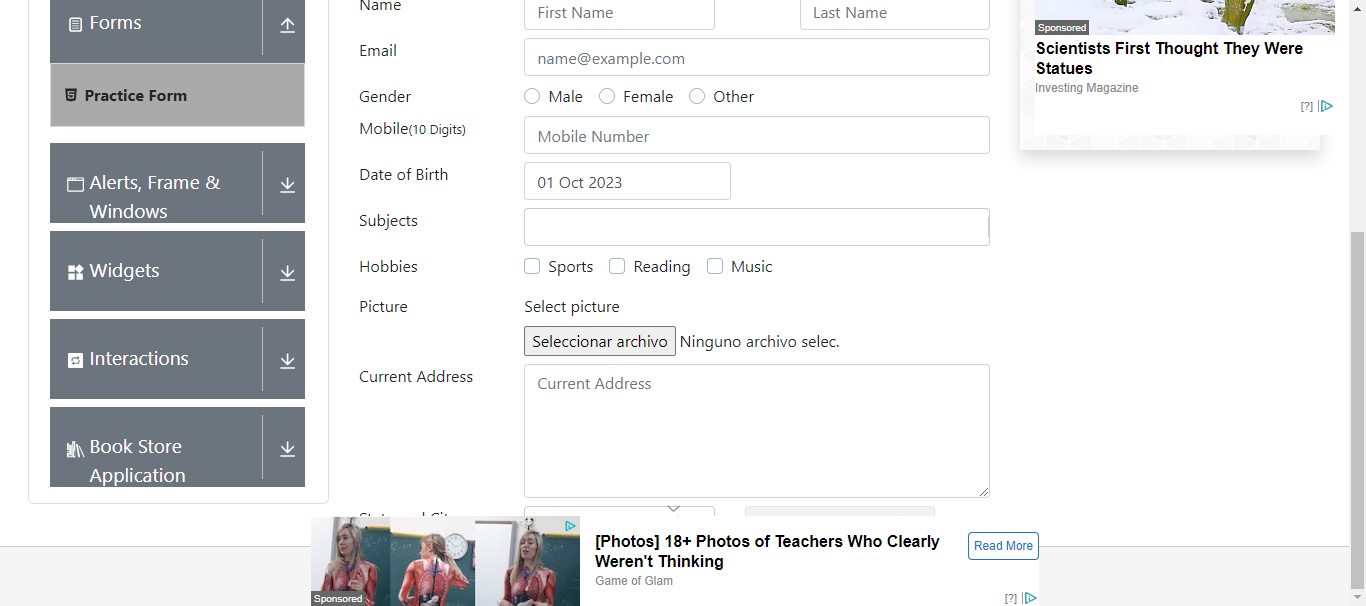 Forms
Practice Form
Alerts, Frame &
Windows
Widgets
Interactions
Book Store
Application
Name
First Name
Last Name
Email
name@example.com
Gender
Male
Female
Other
Mobile(10 Digits)
Mobile Number
Date of Birth
01 Oct 2023
Subjects
Hobbies
Sports
Reading
Music
Picture
Select picture
Seleccionar archivo
Ninguno archivo selec.
Current Address
Current Address
State and City
Sponsored
Scientists First Thought They Were
Statues
Investing Magazine
[?]
Sponsored
[Photos] 18+ Photos of Teachers Who Clearly
Weren't Thinking
Game of Glam
Read More
[?]